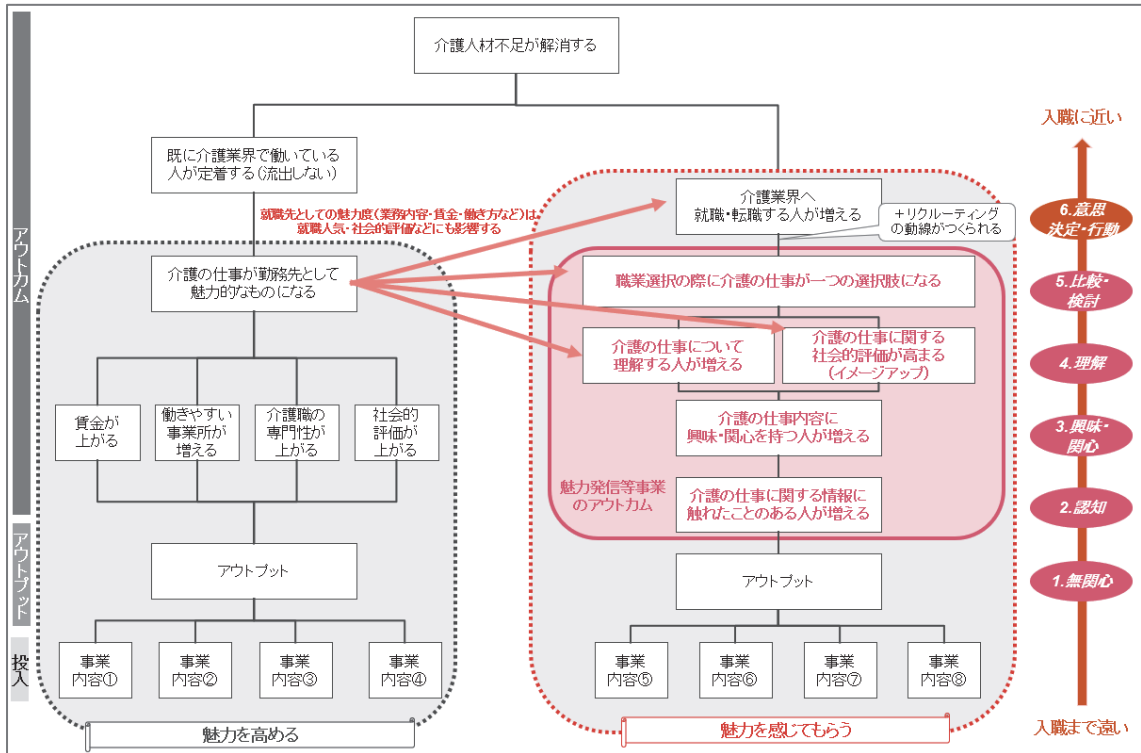 介護人材不足が解消する
入職に近い
既に介護業界で働いている
人が定着する(流出しない)
介護業界へ
就職・転職する人が増える
+リクルーティング
の動線がつくられる
6.意思
決定・行動
就職先としての魅力度(業務内容・賃金・働き方など)は
就職人気・社会的評価などにも影響する
アウトカム
介護の仕事が勤務先として
魅力的なものになる
職業選択の際に介護の仕事が一つの選択肢になる
5.比較・
検討
介護の仕事について
理解する人が増える
介護の仕事に関する
社会的評価が高まる
(イメージアップ)
4.理解
賃金が
上がる
働きやすい
事業所が
増える
介護職の
専門性が
上がる
社会的
評価が
上がる
介護の仕事内容に
興味・関心を持つ人が増える
3.興味・
関心
魅力発信等事業
のアウトカム
介護の仕事に関する情報に
触れたことのある人が増える
2.認知
アウトプット
アウトプット
アウトプット
1.無関心
投入
事業
内容①
事業
内容②
事業
内容③
事業
内容④
事業
内容⑤
事業
内容⑥
事業
内容⑦
事業
内容⑧
魅力を高める
魅力を感じてもらう
入職まで遠い